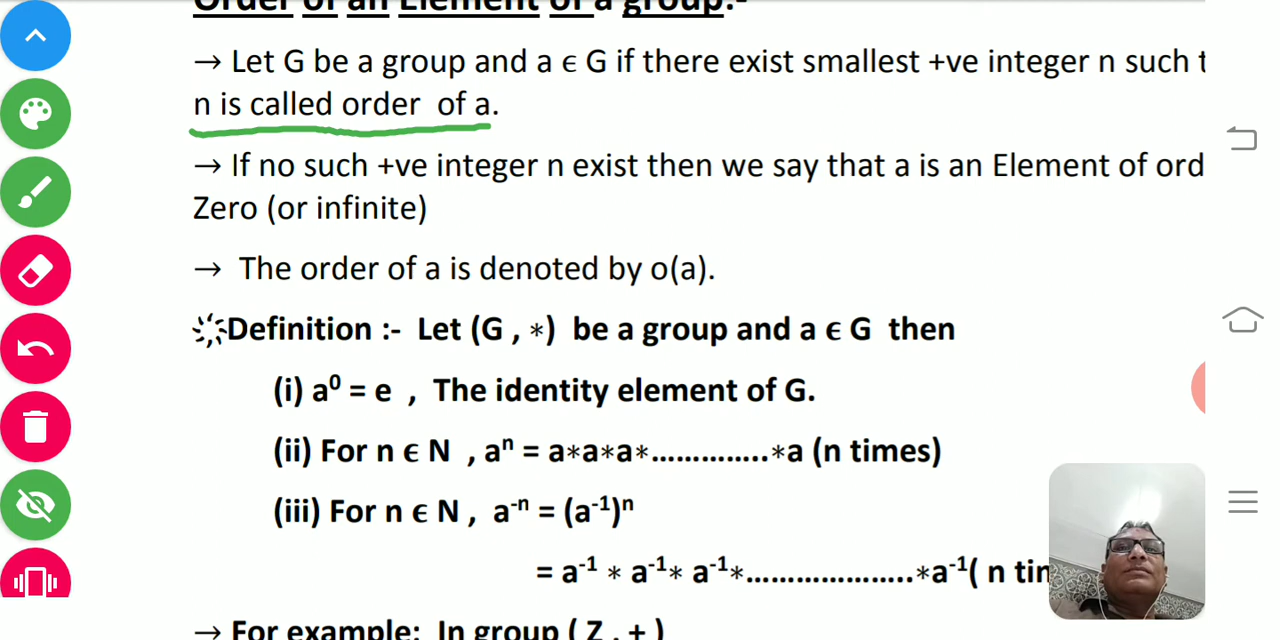 Order of an Element of a group:-
→ Let G be a group and a ϵ G if there exist smallest +ve integer n such
n is called order of a.
→ If no such +ve integer n exist then we say that a is an Element of ord
Zero (or infinite)
→ The order of a is denoted by o(a).
Definition :- Let (G , *) be a group and a ϵ G then
(i) a⁰ = e , The identity element of G.
(ii) For n ϵ N , aⁿ = a*a*a*..............*a (n times)
(iii) For n ϵ N , a⁻ⁿ = (a⁻¹)ⁿ
= a⁻¹ * a⁻¹* a⁻¹*.....................*a⁻¹( n tim
→ For example: In group ( Z , + )